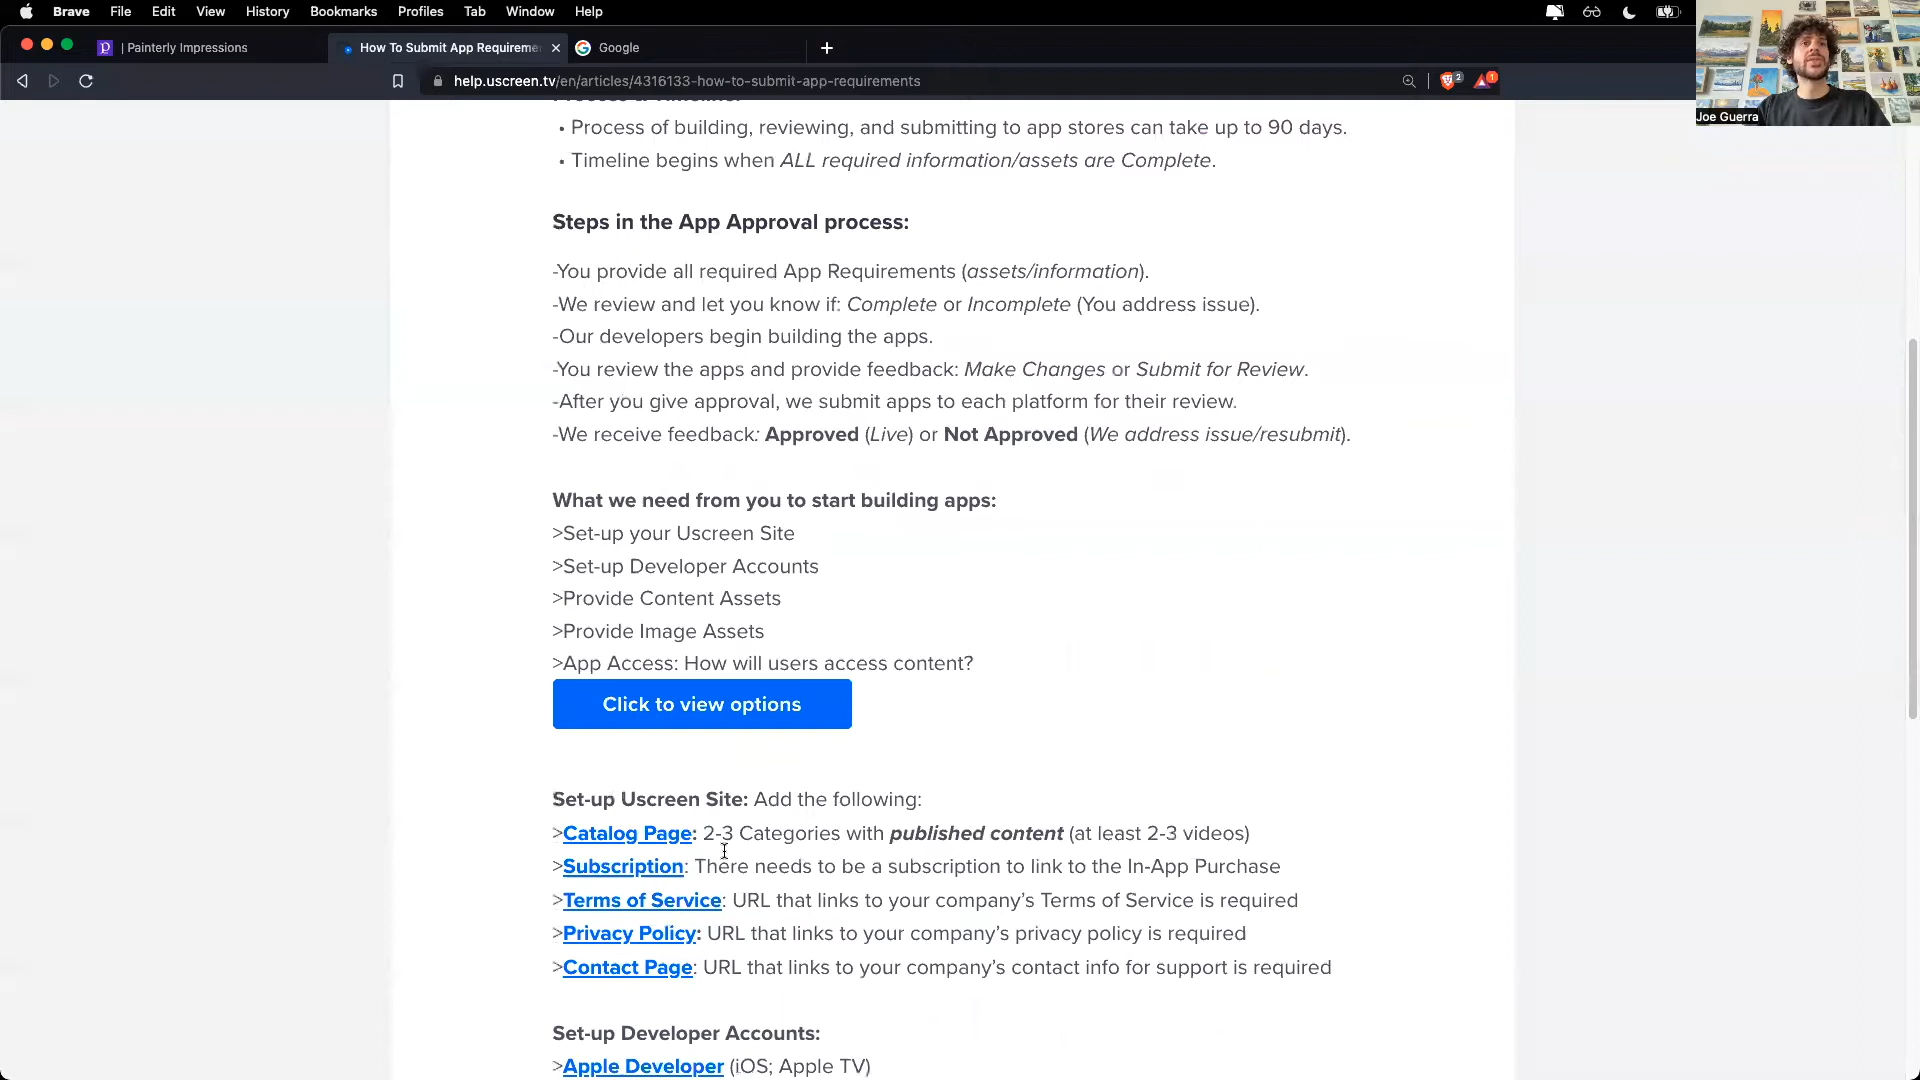 Brave File Edit View History Bookmarks Profiles Tab Window Help
| Painterly Impressions
How To Submit App Requireme
Google
help.uscreen.tv/en/articles/4316133-how-to-submit-app-requirements
2
1
Joe Guerra
• Process of building, reviewing, and submitting to app stores can take up to 90 days.
• Timeline begins when ALL required information/assets are Complete.
Steps in the App Approval process:
-You provide all required App Requirements (assets/information).
-We review and let you know if: Complete or Incomplete (You address issue).
-Our developers begin building the apps.
-You review the apps and provide feedback: Make Changes or Submit for Review.
-After you give approval, we submit apps to each platform for their review.
-We receive feedback: Approved (Live) or Not Approved (We address issue/resubmit).
What we need from you to start building apps:
>Set-up your Uscreen Site
>Set-up Developer Accounts
>Provide Content Assets
>Provide Image Assets
>App Access: How will users access content?
Click to view options
Set-up Uscreen Site: Add the following:
>Catalog Page: 2-3 Categories with published content (at least 2-3 videos)
>Subscription: There needs to be a subscription to link to the In-App Purchase
>Terms of Service: URL that links to your company's Terms of Service is required
>Privacy Policy: URL that links to your company's privacy policy is required
>Contact Page: URL that links to your company's contact info for support is required
Set-up Developer Accounts:
>Apple Developer (iOS; Apple TV)